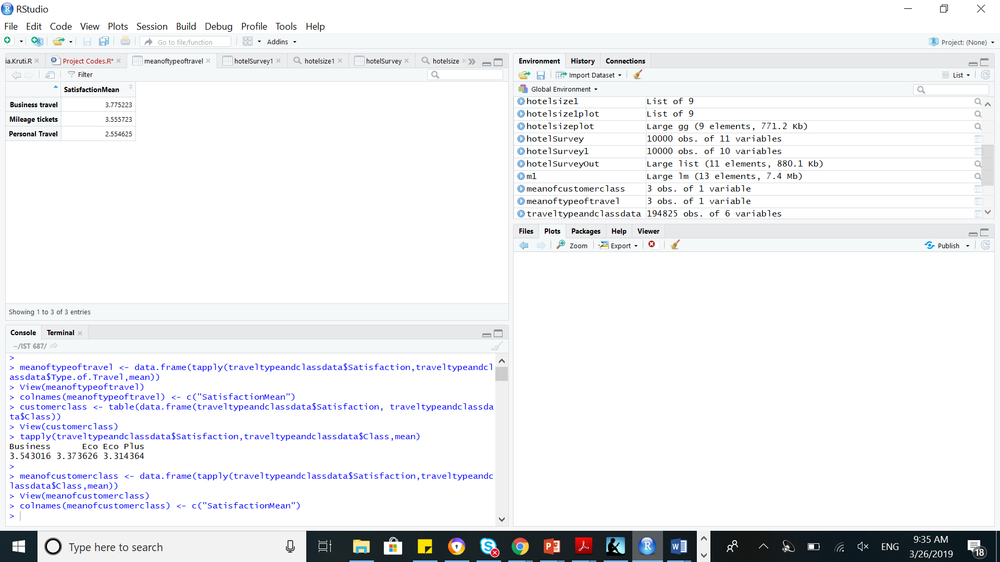 RStudio
File Edit Code View Plots Session Build Debug Profile Tools Help
Go to file/function Addins Project: (None)
ia.Kruti.R Project Codes.R* meanoftypeoftravel hotelSurvey1 hotelsize1 hotelSurvey hotelsize
Filter
SatisfactionMean
Business travel 3.775223
Mileage tickets 3.555723
Personal Travel 2.554625
Showing 1 to 3 of 3 entries
Console Terminal
~/IST 687/
>
> meanoftypeoftravel <- data.frame(tapply(traveltypeandclassdata$Satisfaction,traveltypeandcl
assdata$Type.of.Travel,mean))
> View(meanoftypeoftravel)
> colnames(meanoftypeoftravel) <- c("SatisfactionMean")
> customerclass <- table(data.frame(traveltypeandclassdata$Satisfaction, traveltypeandclassda
ta$Class))
> View(customerclass)
> tapply(traveltypeandclassdata$Satisfaction,traveltypeandclassdata$Class,mean)
Business      Eco Eco Plus
3.543016 3.373626 3.314364
>
> meanofcustomerclass <- data.frame(tapply(traveltypeandclassdata$Satisfaction,traveltypeandc
lassdata$Class,mean))
> View(meanofcustomerclass)
> colnames(meanofcustomerclass) <- c("SatisfactionMean")
>
Environment History Connections
Import Dataset List
Global Environment
hotelsize1 List of 9
hotelsize1plot List of 9
hotelsizeplot Large gg (9 elements, 771.2 Kb)
hotelSurvey 10000 obs. of 11 variables
hotelSurvey1 10000 obs. of 10 variables
hotelSurveyOut Large list (11 elements, 880.1 Kb)
m1 Large lm (13 elements, 7.4 Mb)
meanofcustomerclass 3 obs. of 1 variable
meanoftypeoftravel 3 obs. of 1 variable
traveltypeandclassdata 194825 obs. of 6 variables
Files Plots Packages Help Viewer
Zoom Export Publish
Type here to search
ENG
9:35 AM
3/26/2019
18